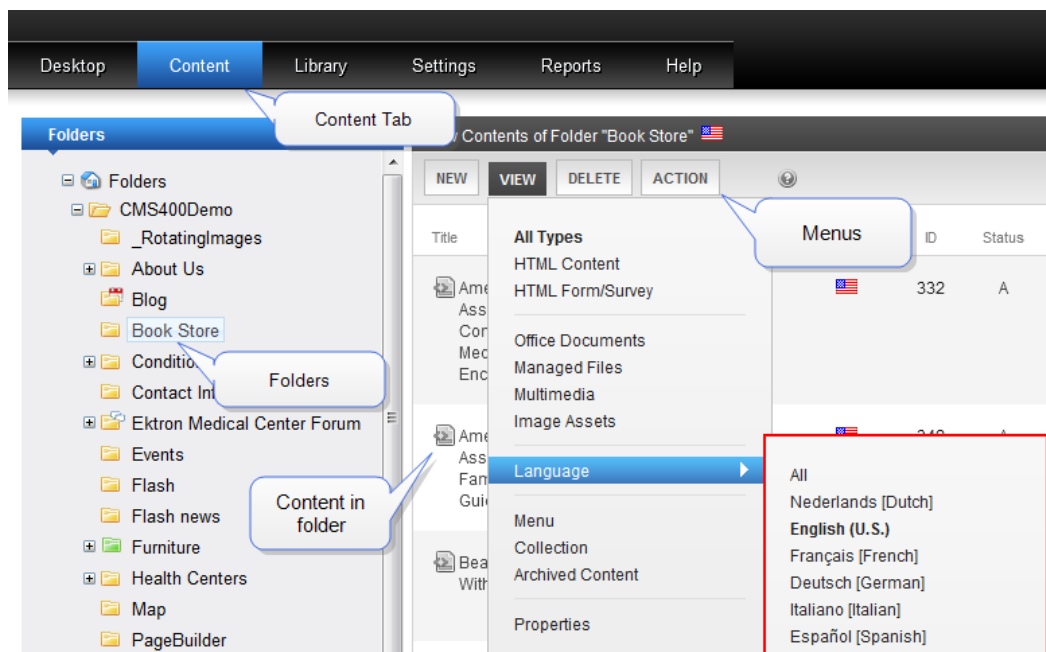 Desktop Content Library Settings Reports Help
Content Tab
Folders
Contents of Folder "Book Store"
Folders
CMS400Demo
_RotatingImages
About Us
Blog
Book Store
Folders
Contact
Ektron Medical Center Forum
Events
Flash
Flash news
Furniture
Health Centers
Map
PageBuilder
Content in
folder
NEW VIEW DELETE ACTION
Menus
Title ID Status
332 A
All Types
HTML Content
HTML Form/Survey
Office Documents
Managed Files
Multimedia
Image Assets
Language
Menu
Collection
Archived Content
Properties
All
Nederlands [Dutch]
English (U.S.)
Français [French]
Deutsch [German]
Italiano [Italian]
Español [Spanish]